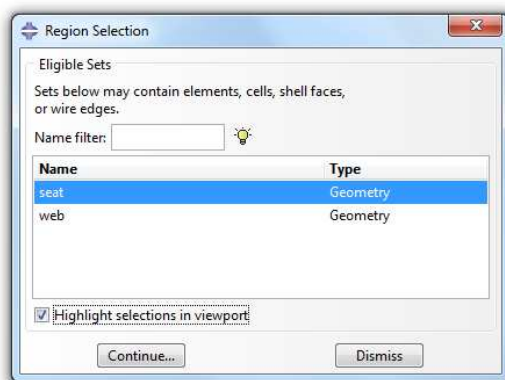 Region Selection
Eligible Sets
Sets below may contain elements, cells, shell faces,
or wire edges.
Name filter:
Name Type
seat Geometry
web Geometry
Highlight selections in viewport
Continue... Dismiss